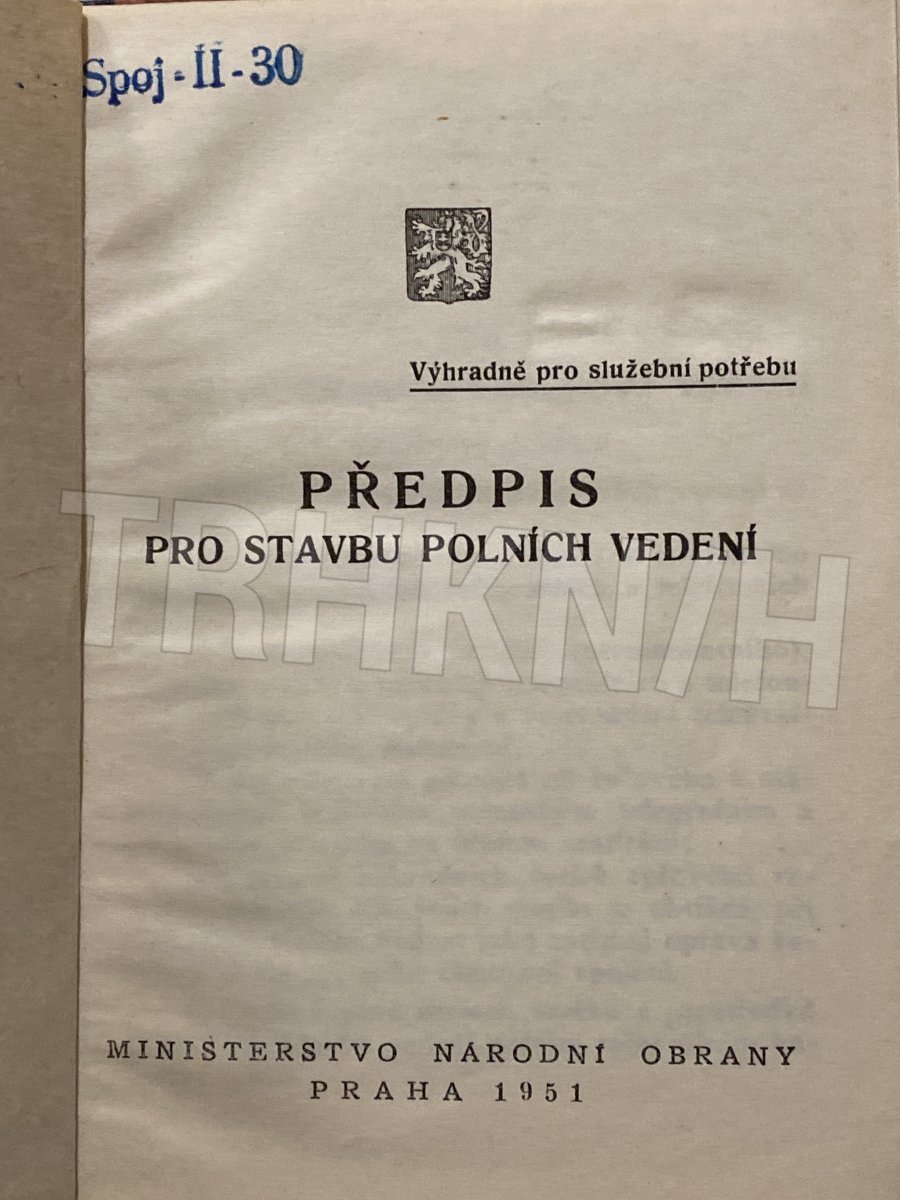 Spoj-II-30
Výhradně pro služební potřebu
PŘEDPIS
PRO STAVBU POLNÍCH VEDENÍ
TRHKNIH
MINISTERSTVO NÁRODNÍ OBRANY
PRAHA 1951